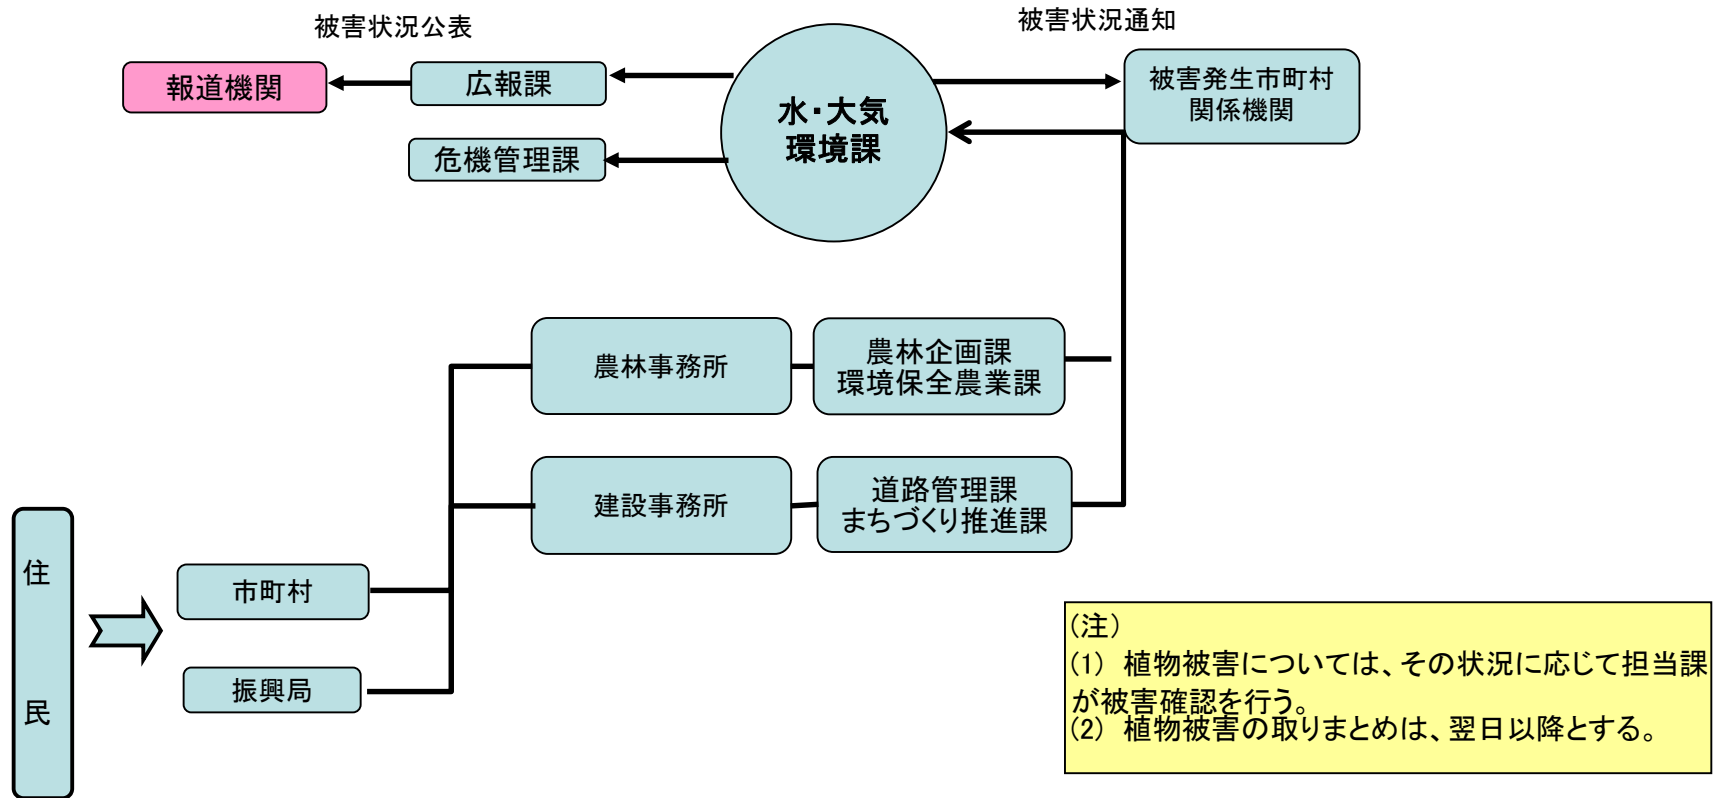 被害状況公表
被害状況通知
報道機関
広報課
危機管理課
水・大気
環境課
被害発生市町村
関係機関
農林事務所
農林企画課
環境保全農業課
建設事務所
道路管理課
まちづくり推進課
住
民
市町村
振興局
(注)
(1) 植物被害については、その状況に応じて担当課
が被害確認を行う。
(2) 植物被害の取りまとめは、翌日以降とする。